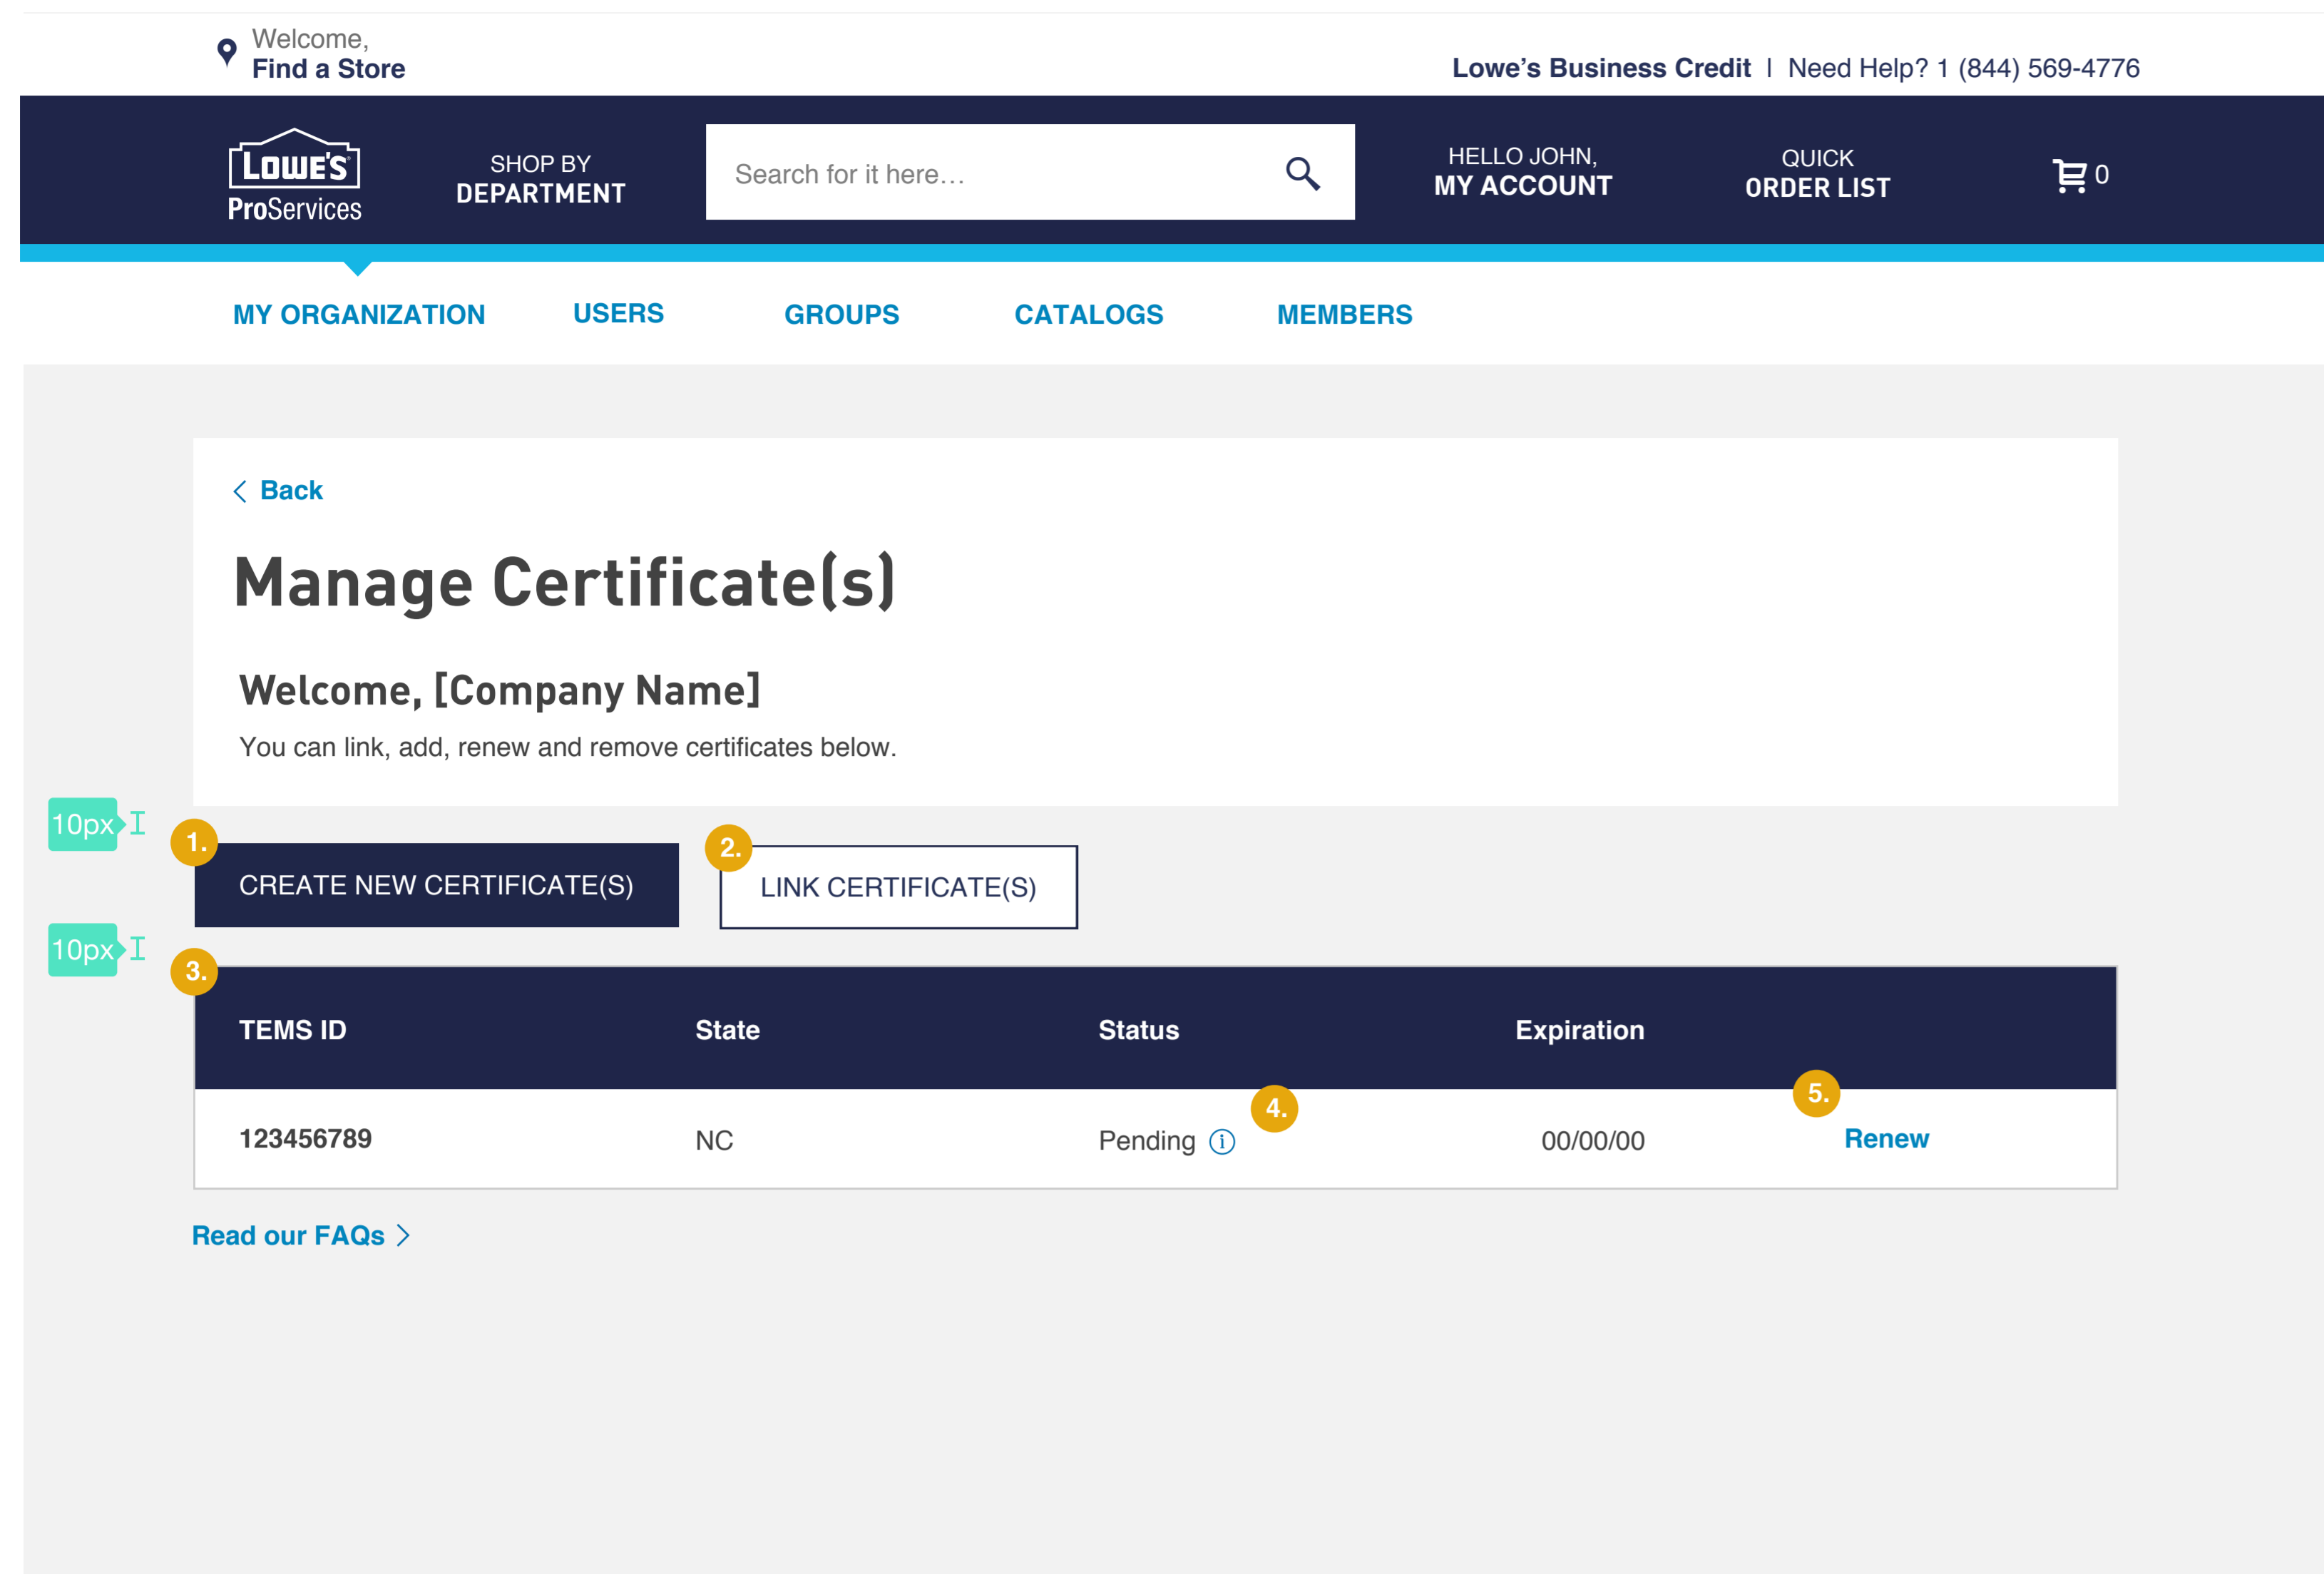 Welcome,
Find a Store
Lowe's Business Credit | Need Help? 1 (844) 569-4776
LOWE'S
ProServices
SHOP BY
DEPARTMENT
Search for it here…
HELLO JOHN,
MY ACCOUNT
QUICK
ORDER LIST
0
MY ORGANIZATION USERS GROUPS CATALOGS MEMBERS
Back
Manage Certificate(s)
Welcome, [Company Name]
You can link, add, renew and remove certificates below.
10px
1.
CREATE NEW CERTIFICATE(S)
2.
LINK CERTIFICATE(S)
10px
3.
TEMS ID State Status Expiration
4.
5.
123456789 NC Pending i 00/00/00 Renew
Read our FAQs